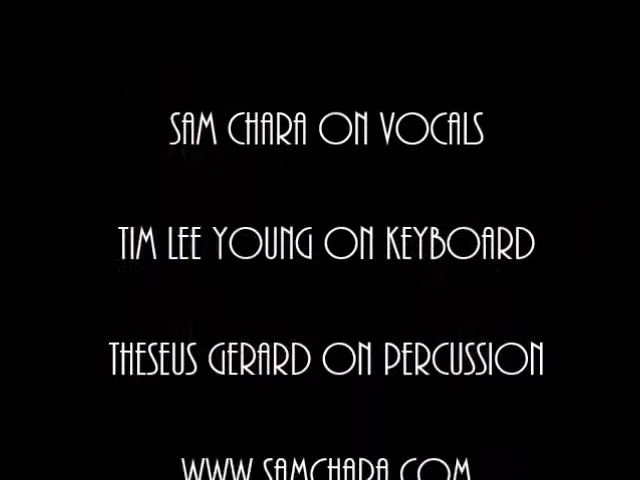 SAM CHARA ON VOCALS
TIM LEE YOUNG ON KEYBOARD
THESEUS GERARD ON PERCUSSION
WWW.SAMCHARA.COM